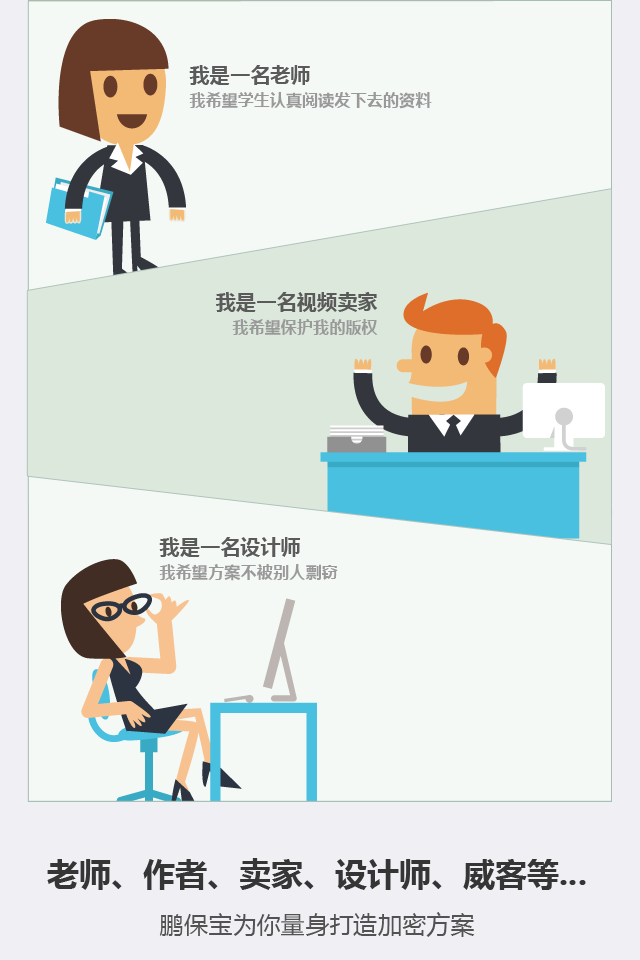 我是一名老师
我希望学生认真阅读发下去的资料
我是一名视频卖家
我希望保护我的版权
我是一名设计师
我希望方案不被别人剽窃
老师、作者、卖家、设计师、威客等...
鹏保宝为你量身打造加密方案